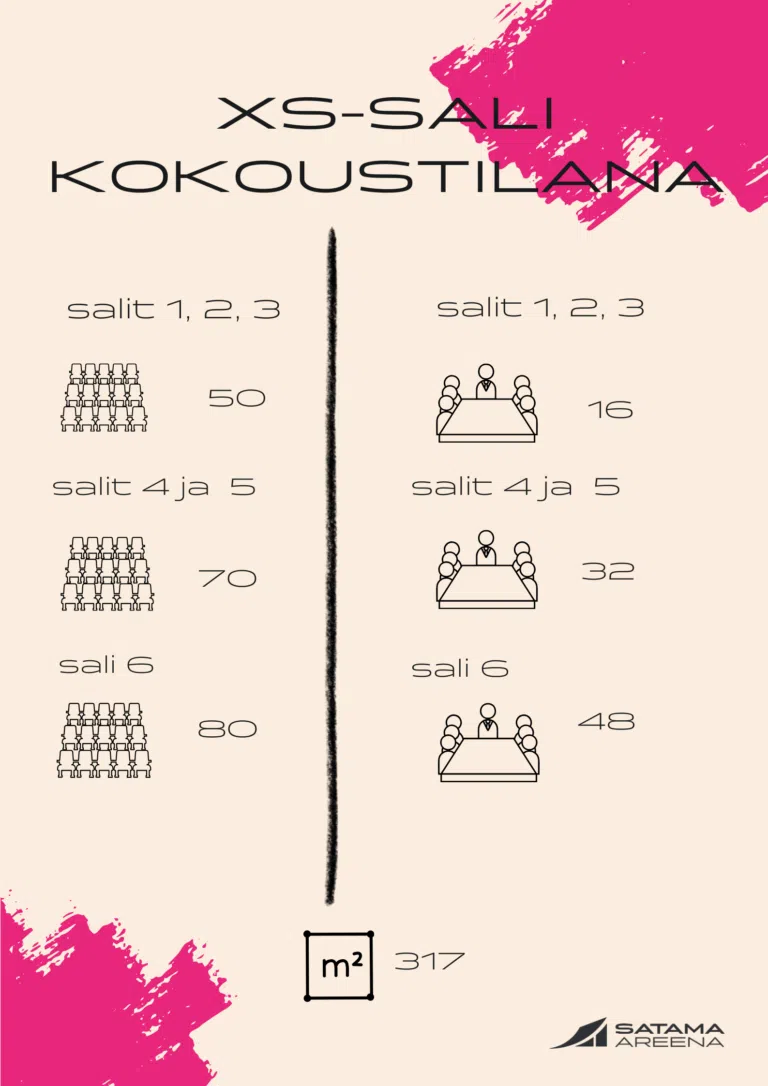 XS-SALI
KOKOUSTILANA
salit 1, 2, 3
50
salit 4 ja 5
70
sali 6
80
salit 1, 2, 3
16
salit 4 ja 5
32
sali 6
48
m² 317
SATAMA
AREENA